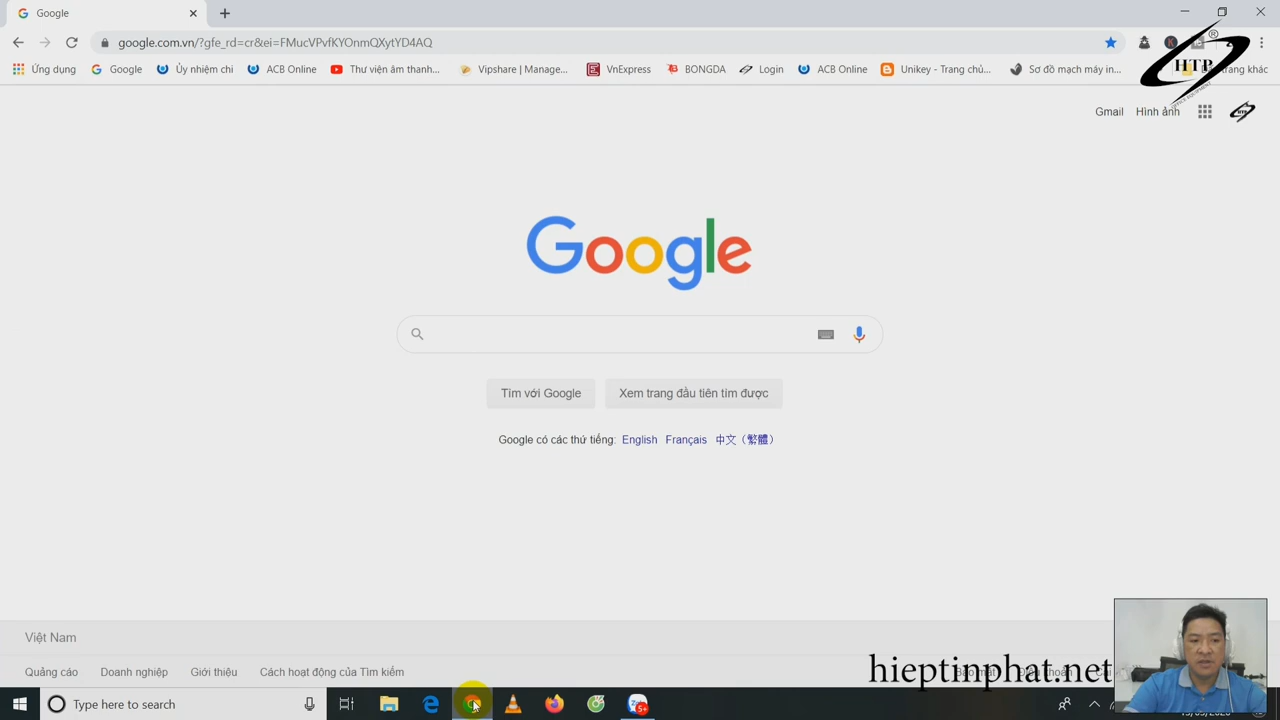 Google
google.com.vn/?gfe_rd=cr&ei=FMucVPvfKYOnmQXytYD4AQ
Ứng dụng Google Ủy nhiệm chi ACB Online Thư viện âm thanh... Manage... VnExpress BONGDA Login ACB Online Unikey - Trang chủ... Sơ đồ mạch máy in... trang khác
HTP
Gmail Hình ảnh
Google
Tìm với Google Xem trang đầu tiên tìm được
Google có các thứ tiếng: English Français 中文（繁體）
Việt Nam
Quảng cáo Doanh nghiệp Giới thiệu Cách hoạt động của Tìm kiếm
hieptinphat.net
Type here to search
5+